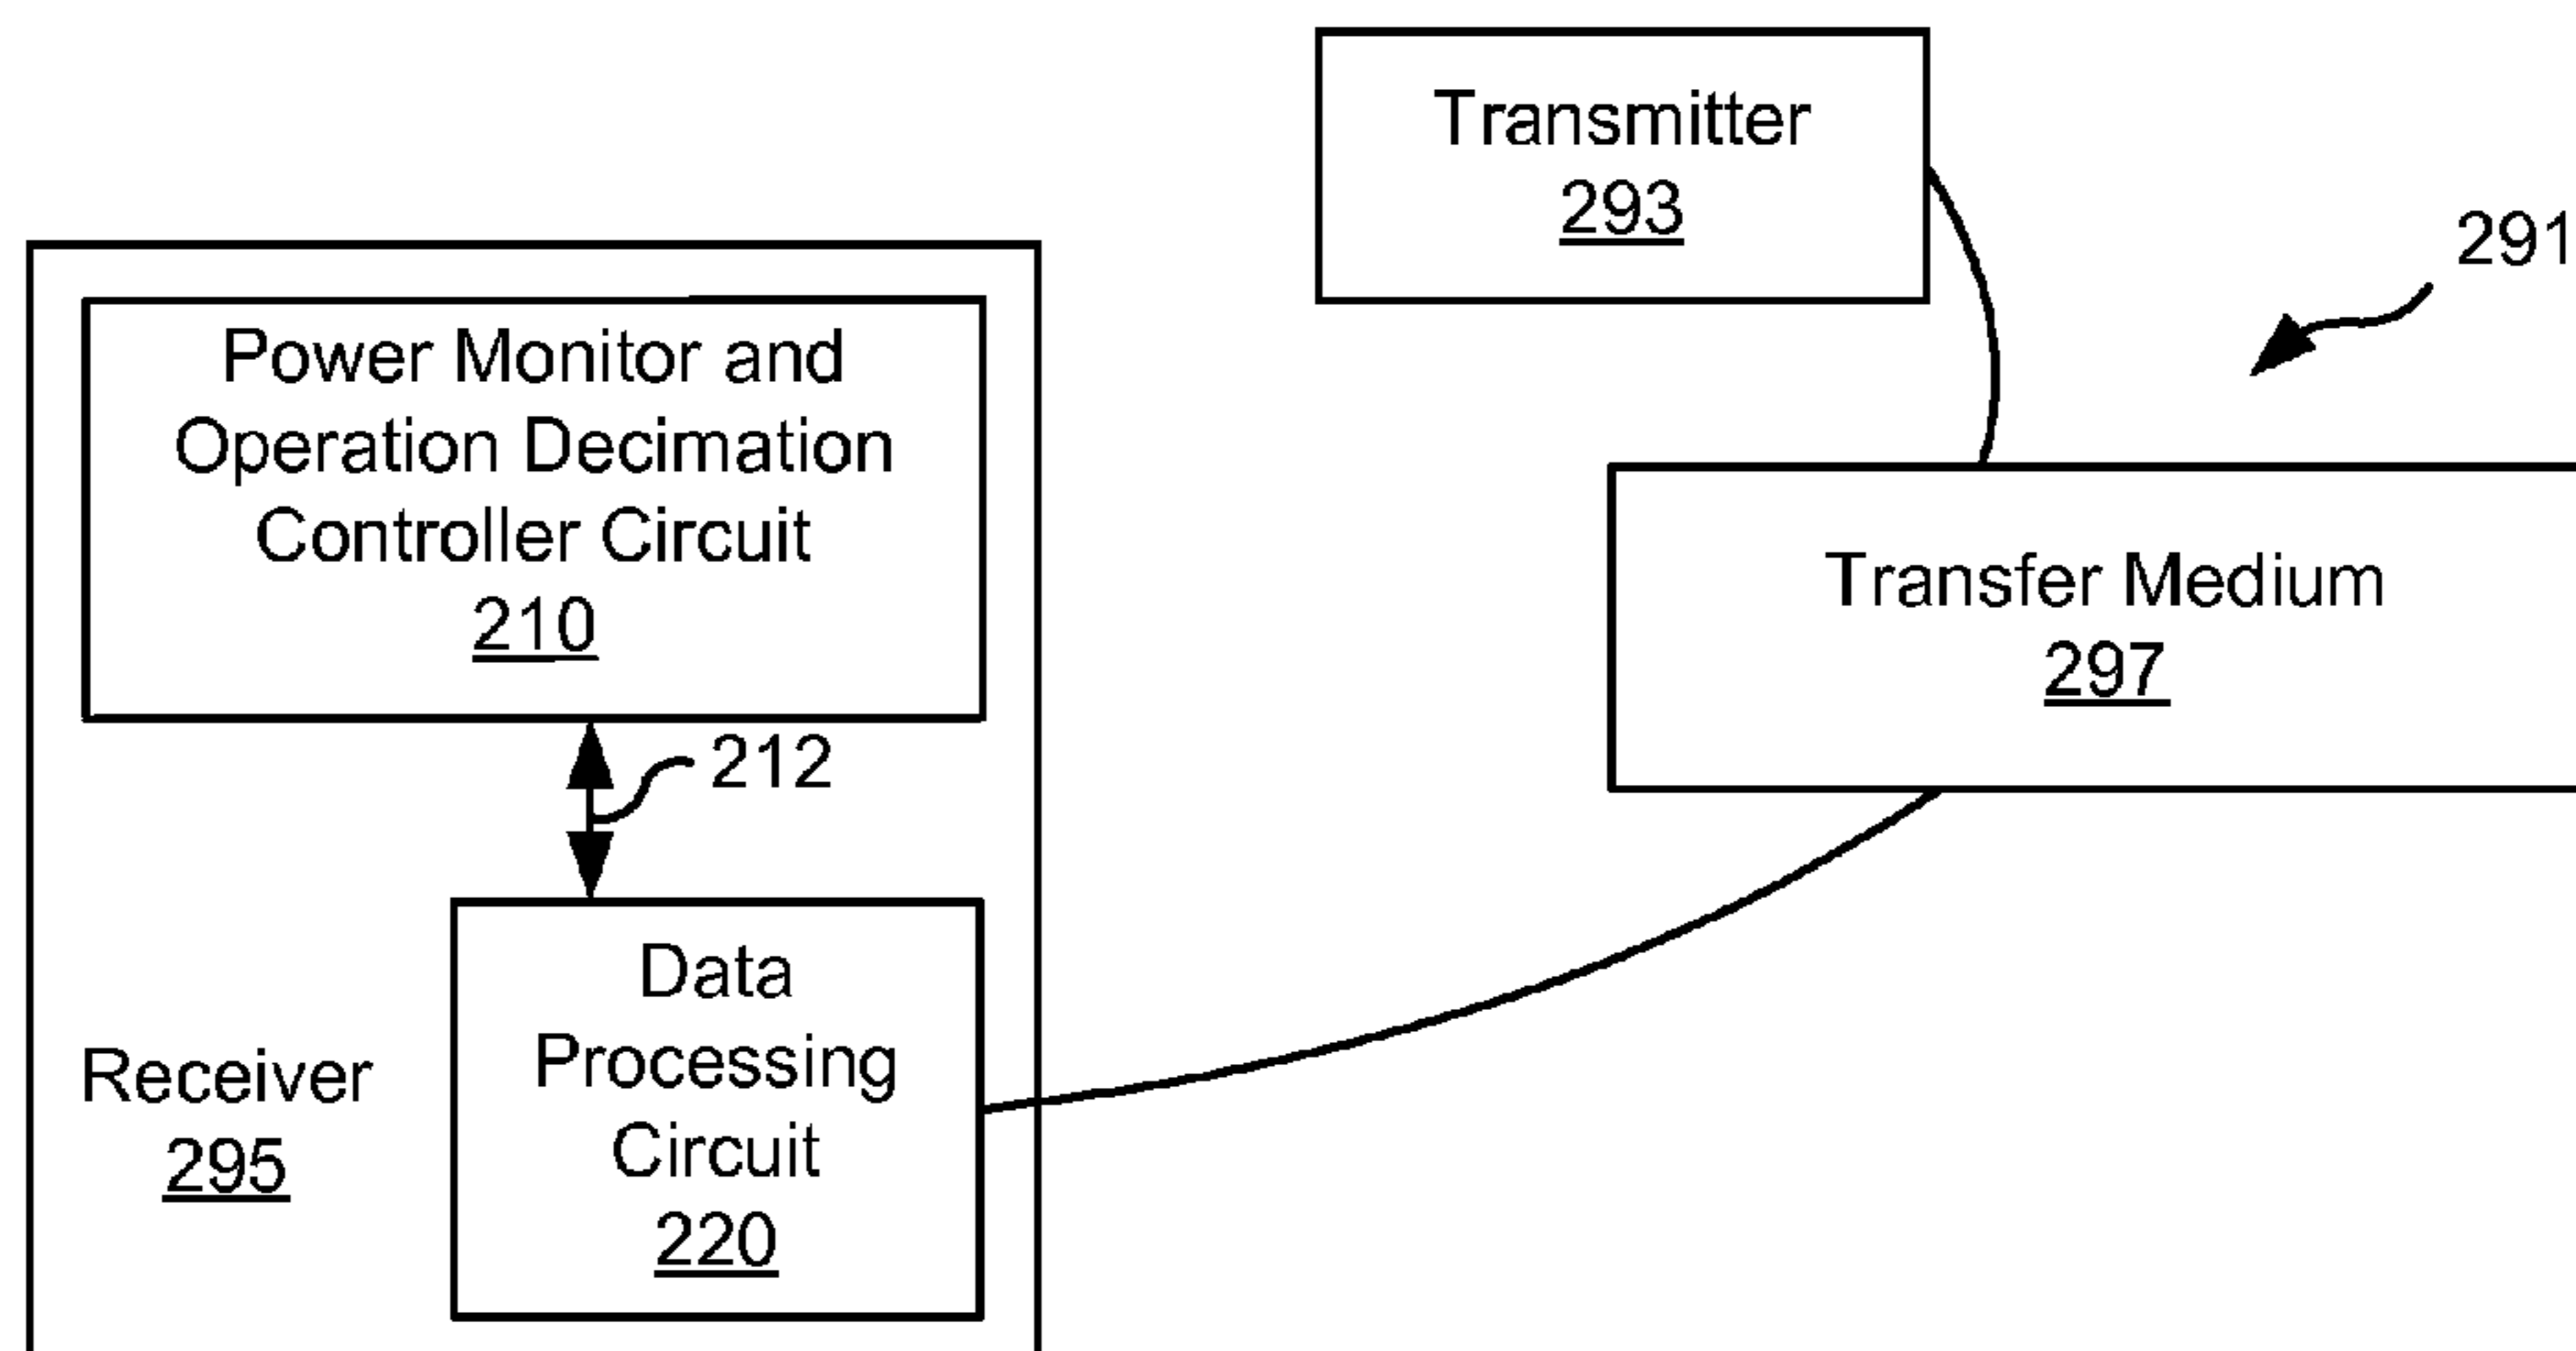 Transmitter
293
291
Power Monitor and
Operation Decimation
Controller Circuit
210
Transfer Medium
297
212
Data
Processing
Circuit
220
Receiver
295